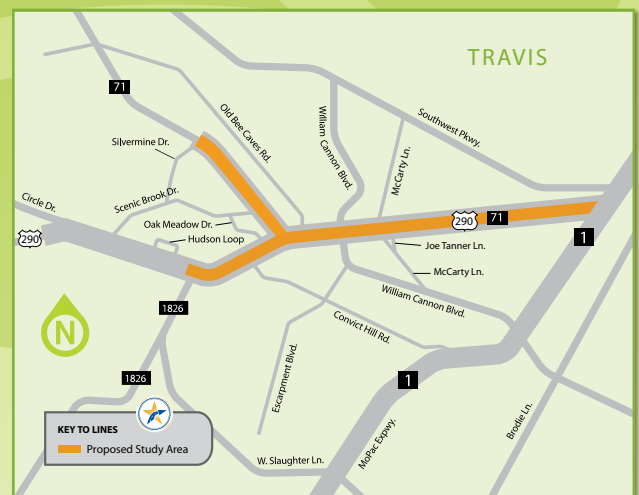 TRAVIS
71
Old Bee Caves Rd.
William Cannon Blvd.
Southwest Pkwy.
McCarty Ln.
Silvermine Dr.
Scenic Brook Dr.
Circle Dr.
Oak Meadow Dr.
Hudson Loop
290
290
71
1
Joe Tanner Ln.
McCarty Ln.
William Cannon Blvd.
1826
Convict Hill Rd.
N
Escarpment Blvd.
1826
1
Brodie Ln.
MoPac Expwy.
KEY TO LINES
Proposed Study Area
W. Slaughter Ln.